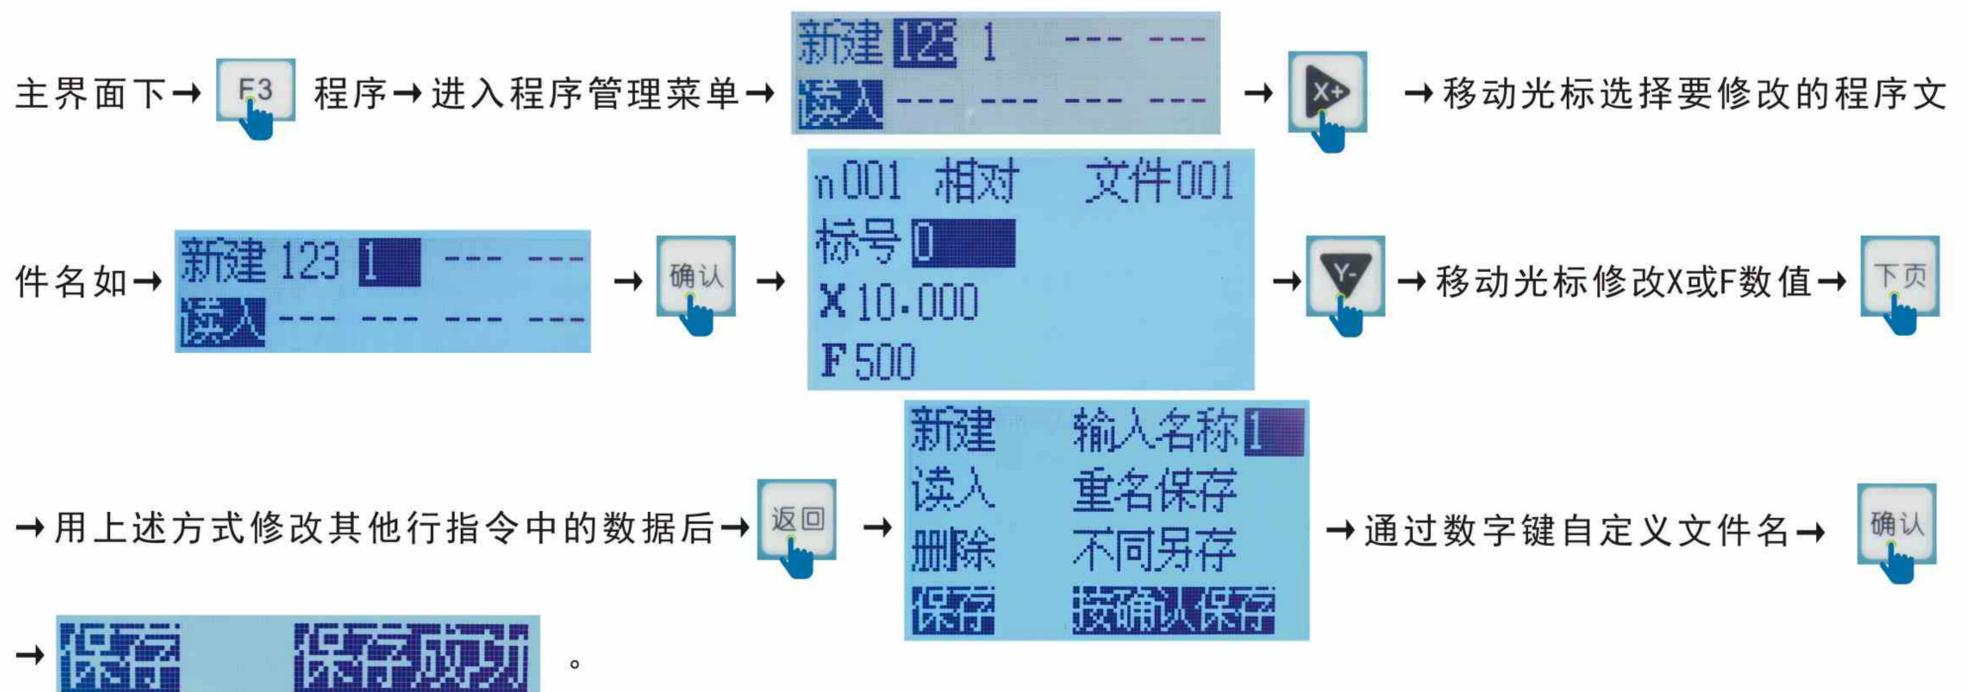 主界面下→ F3 程序→进入程序管理菜单→
新建 123 1 --- ---
读入 --- --- --- ---
→ X+ →移动光标选择要修改的程序文
件名如→
新建 123 1 --- ---
读入 --- --- --- ---
→ 确认 →
n001 相对 文件001
标号 0
X 10.000
F 500
→ Y- →移动光标修改X或F数值→ 下页
→用上述方式修改其他行指令中的数据后→ 返回 →
新建 输入名称 1
读入 重名保存
删除 不同另存
保存 按确认保存
→通过数字键自定义文件名→ 确认
→ 保存 保存成功 。